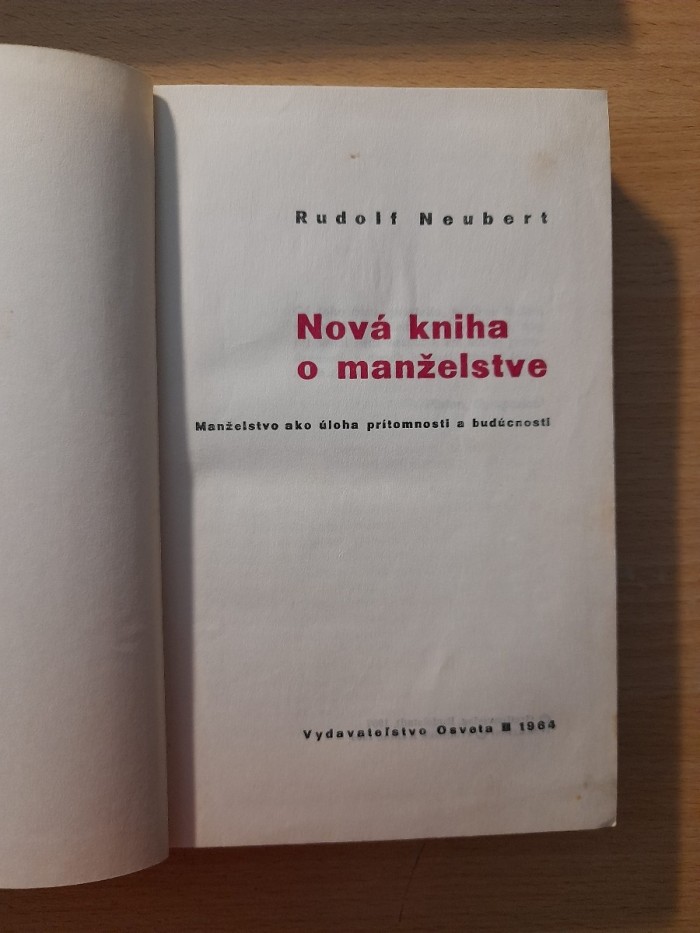 Rudolf Neubert
Nová kniha
o manželstve
Manželstvo ako úloha prítomnosti a budúcnosti
Vydavateľstvo Osveta 1964